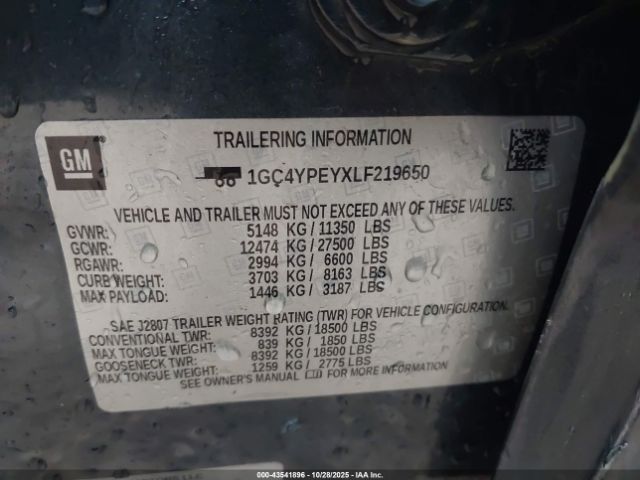 GM
TRAILERING INFORMATION
1GC4YPEYXLF219650
VEHICLE AND TRAILER MUST NOT EXCEED ANY OF THESE VALUES.
GVWR: 5148 KG / 11350 LBS
GCWR: 12474 KG / 27500 LBS
RGAWR: 2994 KG / 6600 LBS
CURB WEIGHT: 3703 KG / 8163 LBS
MAX PAYLOAD: 1446 KG / 3187 LBS
SAE J2807 TRAILER WEIGHT RATING (TWR) FOR VEHICLE CONFIGURATION.
CONVENTIONAL TWR: 8392 KG / 18500 LBS
MAX TONGUE WEIGHT: 839 KG / 1850 LBS
GOOSENECK TWR: 8392 KG / 18500 LBS
MAX TONGUE WEIGHT: 1259 KG / 2775 LBS
SEE OWNER'S MANUAL FOR MORE INFORMATION
000-43541896 | 10/28/2025 | IAAI.COM